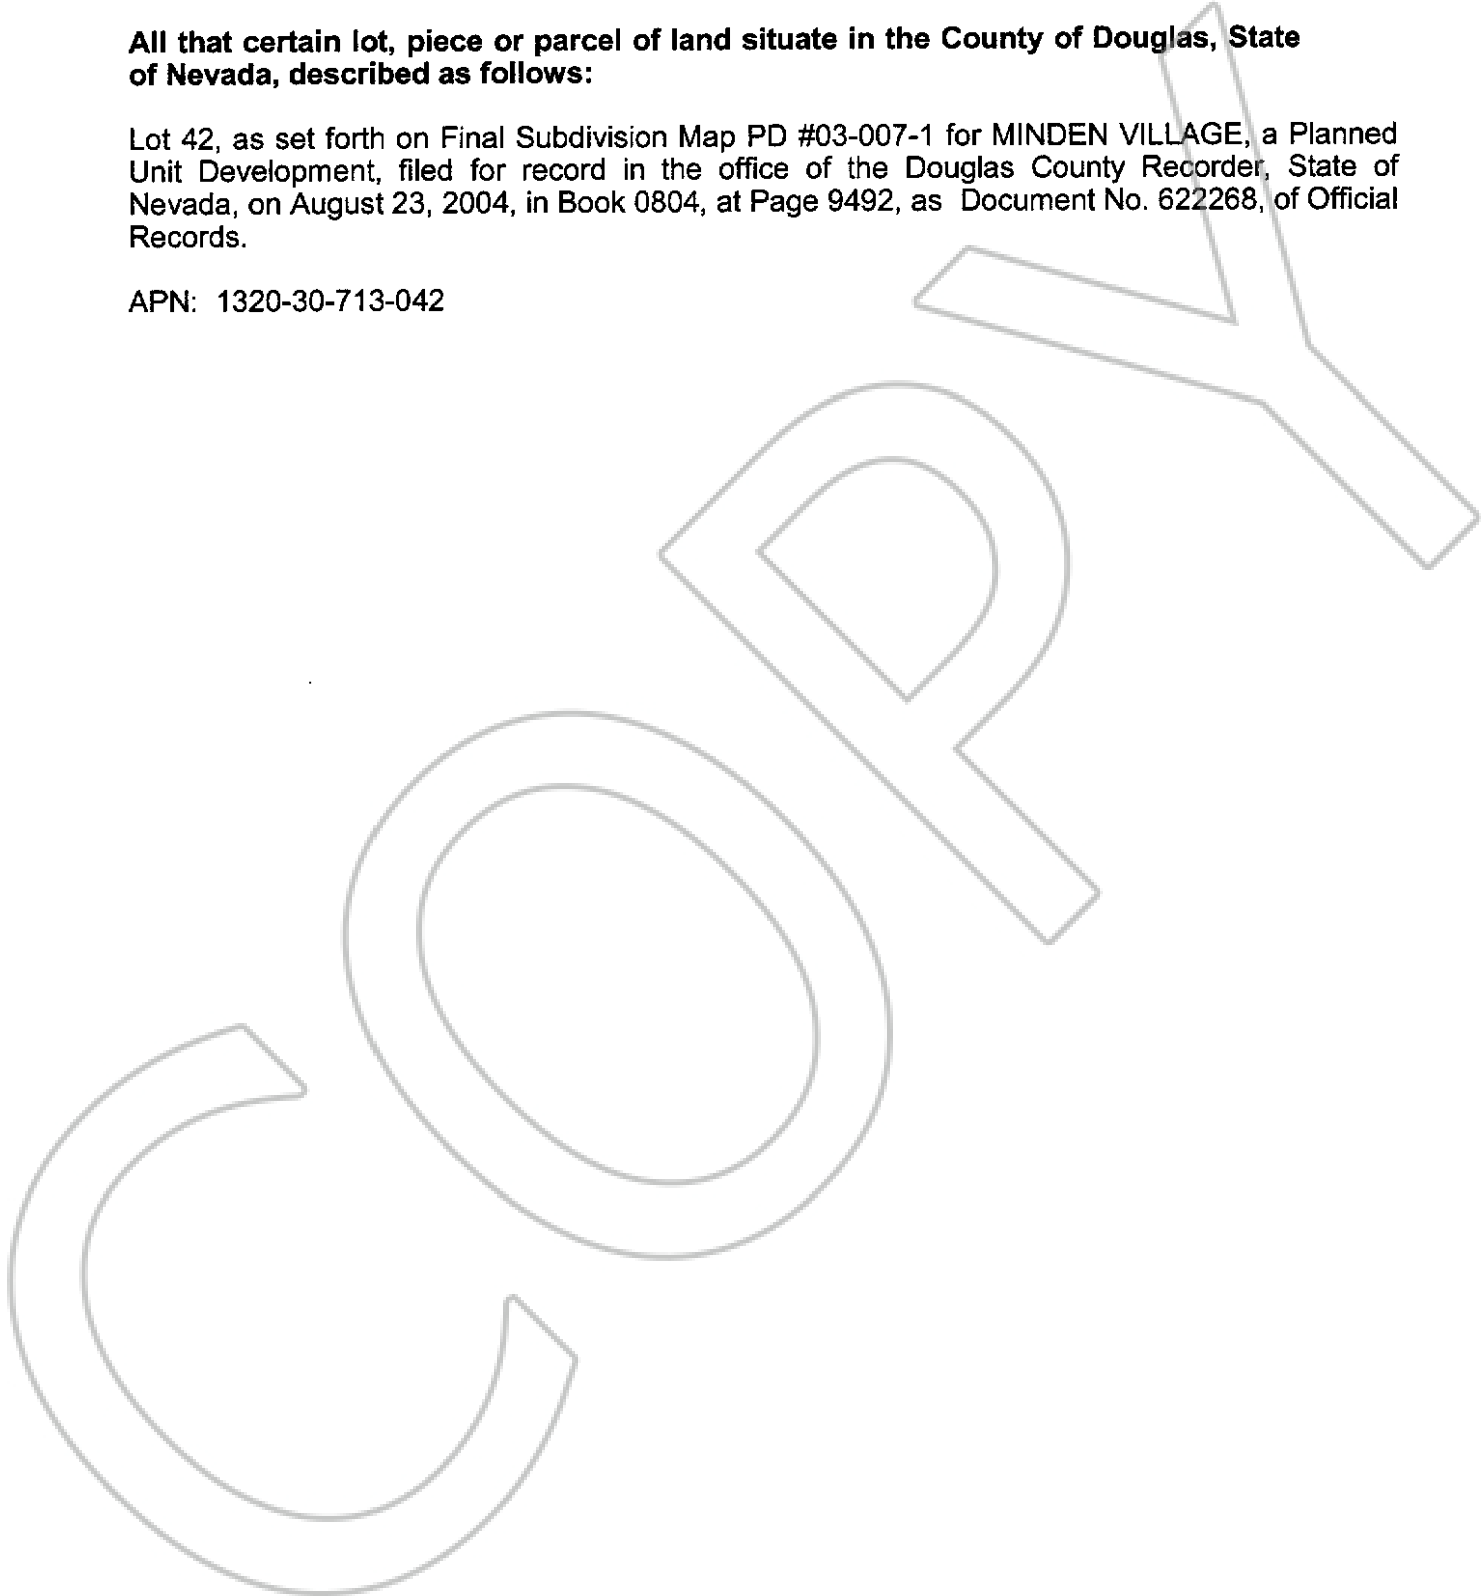 All that certain lot, piece or parcel of land situate in the County of Douglas, State
of Nevada, described as follows:
Lot 42, as set forth on Final Subdivision Map PD #03-007-1 for MINDEN VILLAGE, a Planned
Unit Development, filed for record in the office of the Douglas County Recorder, State of
Nevada, on August 23, 2004, in Book 0804, at Page 9492, as Document No. 622268, of Official
Records.
APN: 1320-30-713-042
COPY